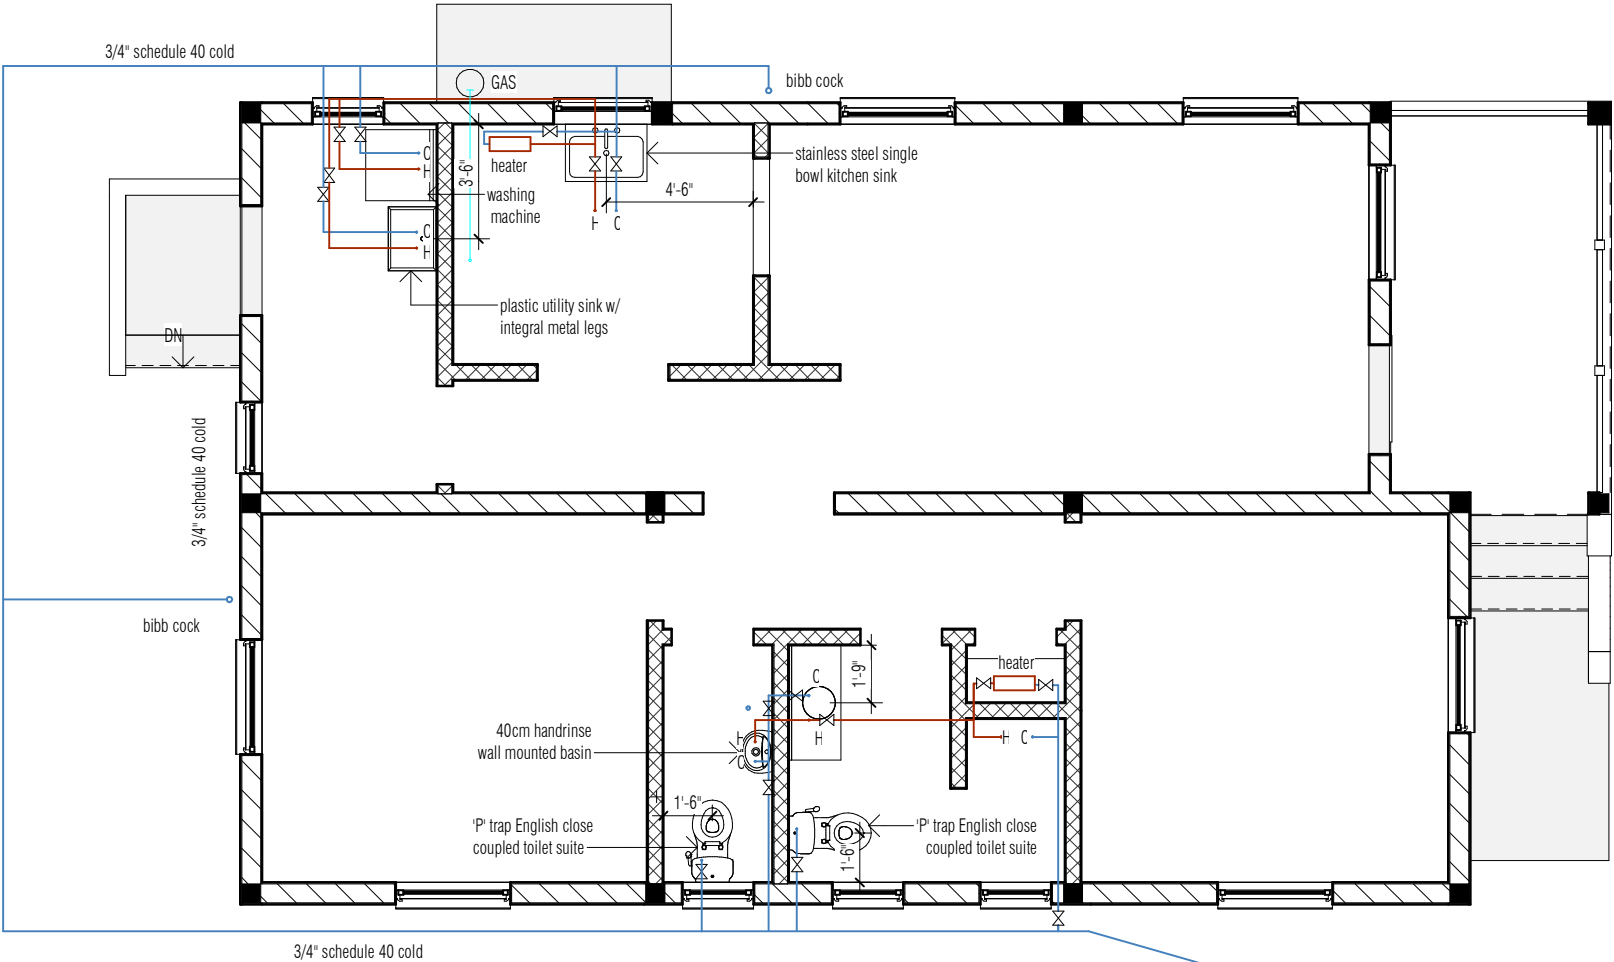 3/4" schedule 40 cold
GAS
bibb cock
C
H
3'-6"
heater
stainless steel single
bowl kitchen sink
4'-6"
washing
machine
H C
C
H
plastic utility sink w/
integral metal legs
DN
3/4" schedule 40 cold
bibb cock
heater
C
1'-9"
40cm handrinse
wall mounted basin
H
C
H
H C
1'-6"
'P' trap English close
coupled toilet suite
'P' trap English close
coupled toilet suite
1'-6"
3/4" schedule 40 cold